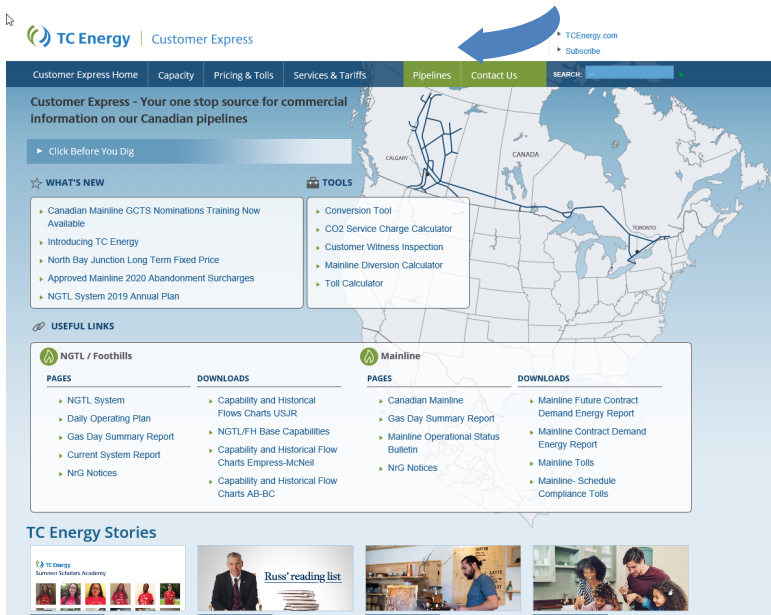 TC Energy | Customer Express
TCEnergy.com
Subscribe
Customer Express Home Capacity Pricing & Tolls Services & Tariffs Pipelines Contact Us SEARCH:
Customer Express - Your one stop source for commercial
information on our Canadian pipelines
Click Before You Dig
CALGARY
CANADA
TORONTO
WHAT'S NEW
Canadian Mainline GCTS Nominations Training Now
Available
Introducing TC Energy
North Bay Junction Long Term Fixed Price
Approved Mainline 2020 Abandonment Surcharges
NGTL System 2019 Annual Plan
TOOLS
Conversion Tool
CO2 Service Charge Calculator
Customer Witness Inspection
Mainline Diversion Calculator
Toll Calculator
USEFUL LINKS
NGTL / Foothills
PAGES
NGTL System
Daily Operating Plan
Gas Day Summary Report
Current System Report
NrG Notices
DOWNLOADS
Capability and Historical
Flows Charts USJR
NGTL/FH Base Capabilities
Capability and Historical Flow
Charts Empress-McNeil
Capability and Historical Flow
Charts AB-BC
Mainline
PAGES
Canadian Mainline
Gas Day Summary Report
Mainline Operational Status
Bulletin
NrG Notices
DOWNLOADS
Mainline Future Contract
Demand Energy Report
Mainline Contract Demand
Energy Report
Mainline Tolls
Mainline- Schedule
Compliance Tolls
TC Energy Stories
TC Energy
Summer Scholars Academy
Russ' reading list